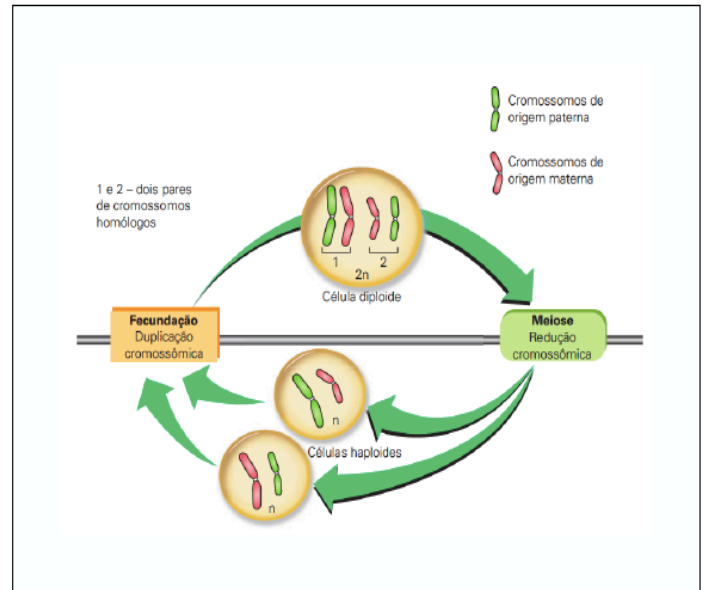 Cromossomos de
origem paterna
Cromossomos de
origem materna
1 e 2 – dois pares
de cromossomos
homólogos
1
2
2n
Célula diploide
Fecundação
Duplicação
cromossômica
Meiose
Redução
cromossômica
n
Células haploides
n